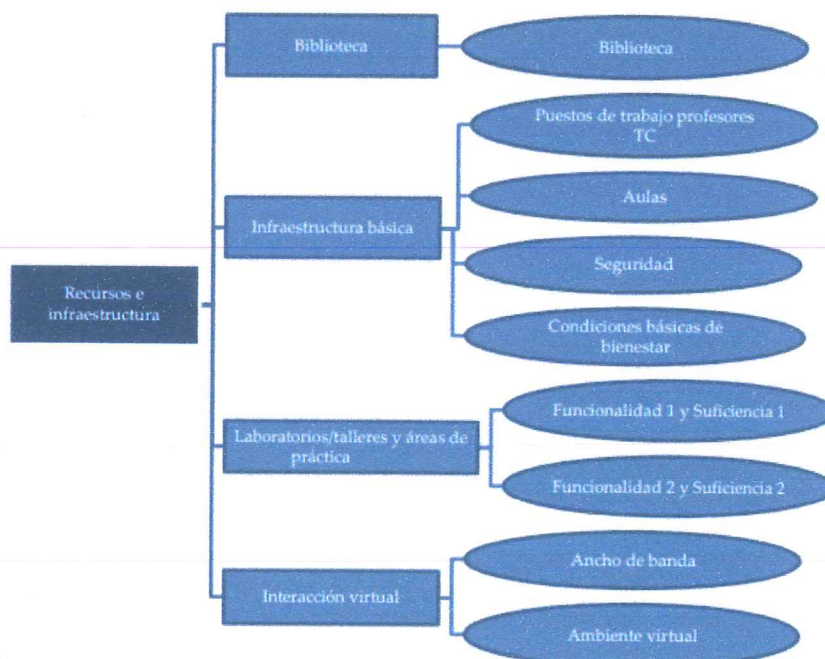 Recursos e
infraestructura
Biblioteca
Biblioteca
Infraestructura básica
Puestos de trabajo profesores
TC
Aulas
Seguridad
Condiciones básicas de
bienestar
Laboratorios/talleres y áreas de
práctica
Funcionalidad 1 y Suficiencia 1
Funcionalidad 2 y Suficiencia 2
Interacción virtual
Ancho de banda
Ambiente virtual